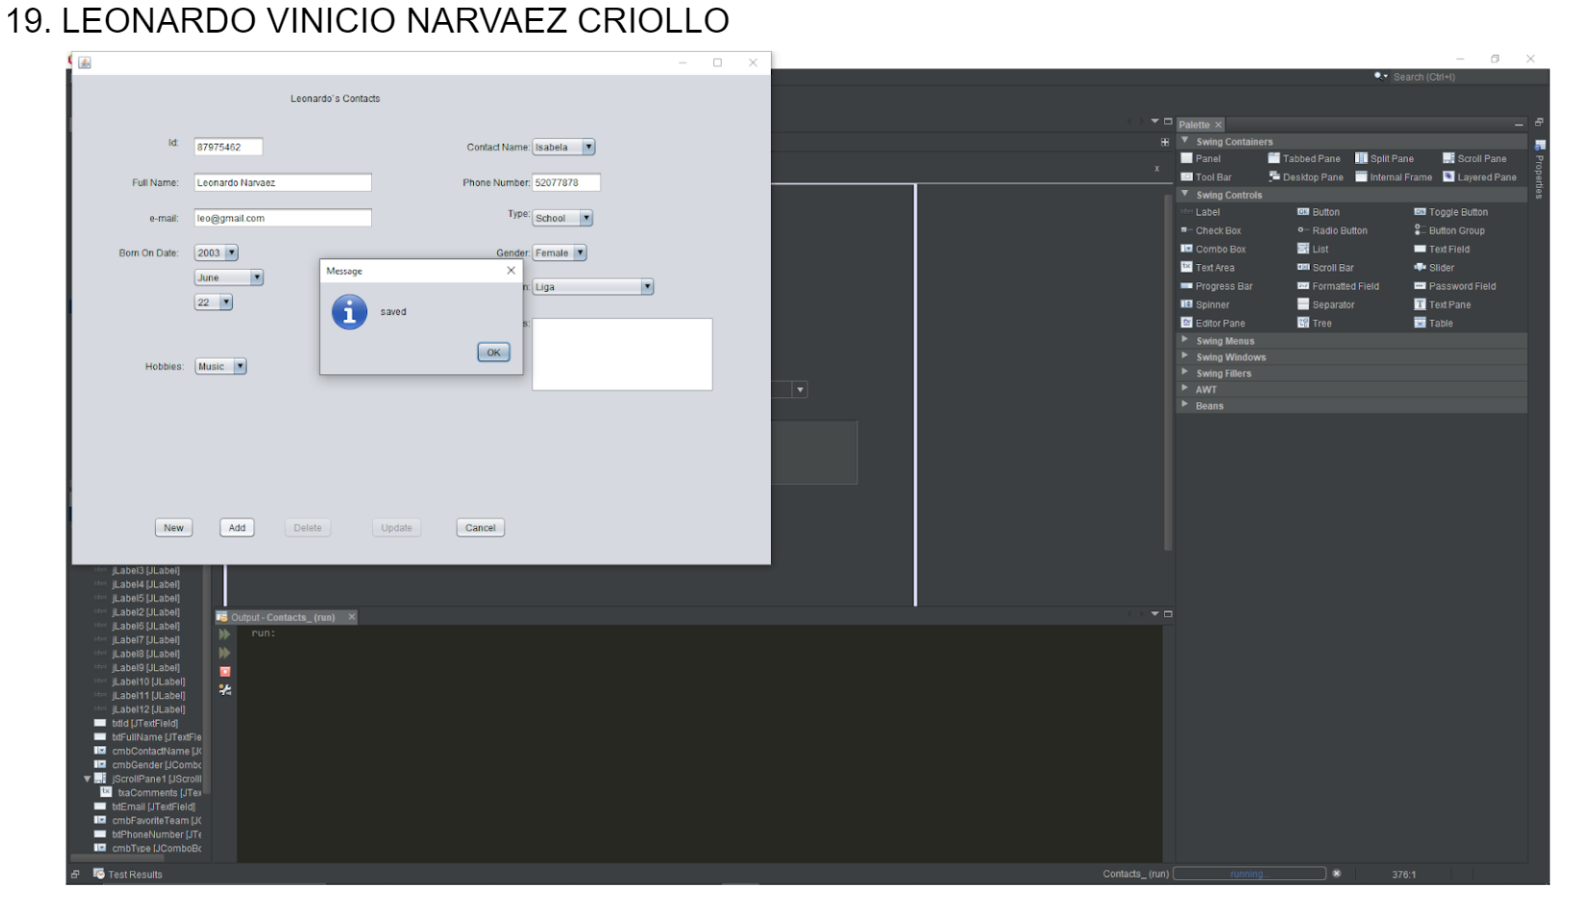 19. LEONARDO VINICIO NARVAEZ CRIOLLO
Search (Ctrl+I)
Leonardo`s Contacts
Id: 87975462
Contact Name: Isabela
Full Name: Leonardo Narvaez
Phone Number: 52077878
e-mail: leo@gmail.com
Type: School
Born On Date: 2003
Gender: Female
June
n: Liga
22
s:
Hobbies: Music
Message
saved
OK
New Add Delete Update Cancel
Palette
Swing Containers
Panel Tabbed Pane Split Pane Scroll Pane
Tool Bar Desktop Pane Internal Frame Layered Pane
Swing Controls
Label Button Toggle Button
Check Box Radio Button Button Group
Combo Box List Text Field
Text Area Scroll Bar Slider
Progress Bar Formatted Field Password Field
Spinner Separator Text Pane
Editor Pane Tree Table
Swing Menus
Swing Windows
Swing Fillers
AWT
Beans
Properties
jLabel3 [JLabel]
jLabel4 [JLabel]
jLabel5 [JLabel]
jLabel2 [JLabel]
jLabel6 [JLabel]
jLabel7 [JLabel]
jLabel8 [JLabel]
jLabel9 [JLabel]
jLabel10 [JLabel]
jLabel11 [JLabel]
jLabel12 [JLabel]
txtId [JTextField]
txtFullName [JTextFie
cmbContactName [JC
cmbGender [JCombc
jScrollPane1 [JScroll
txaComments [JTex
txtEmail [JTextField]
cmbFavoriteTeam [JC
txtPhoneNumber [JTe
cmbType [JComboBo
Output - Contacts_ (run)
run:
Test Results
Contacts_ (run) running... 376:1